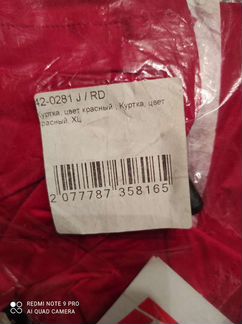 42-0281 J / RD
Куртка, цвет красный , Куртка, цвет
красный, ХЦ
2 077787 358165
REDMI NOTE 9 PRO
AI QUAD CAMERA